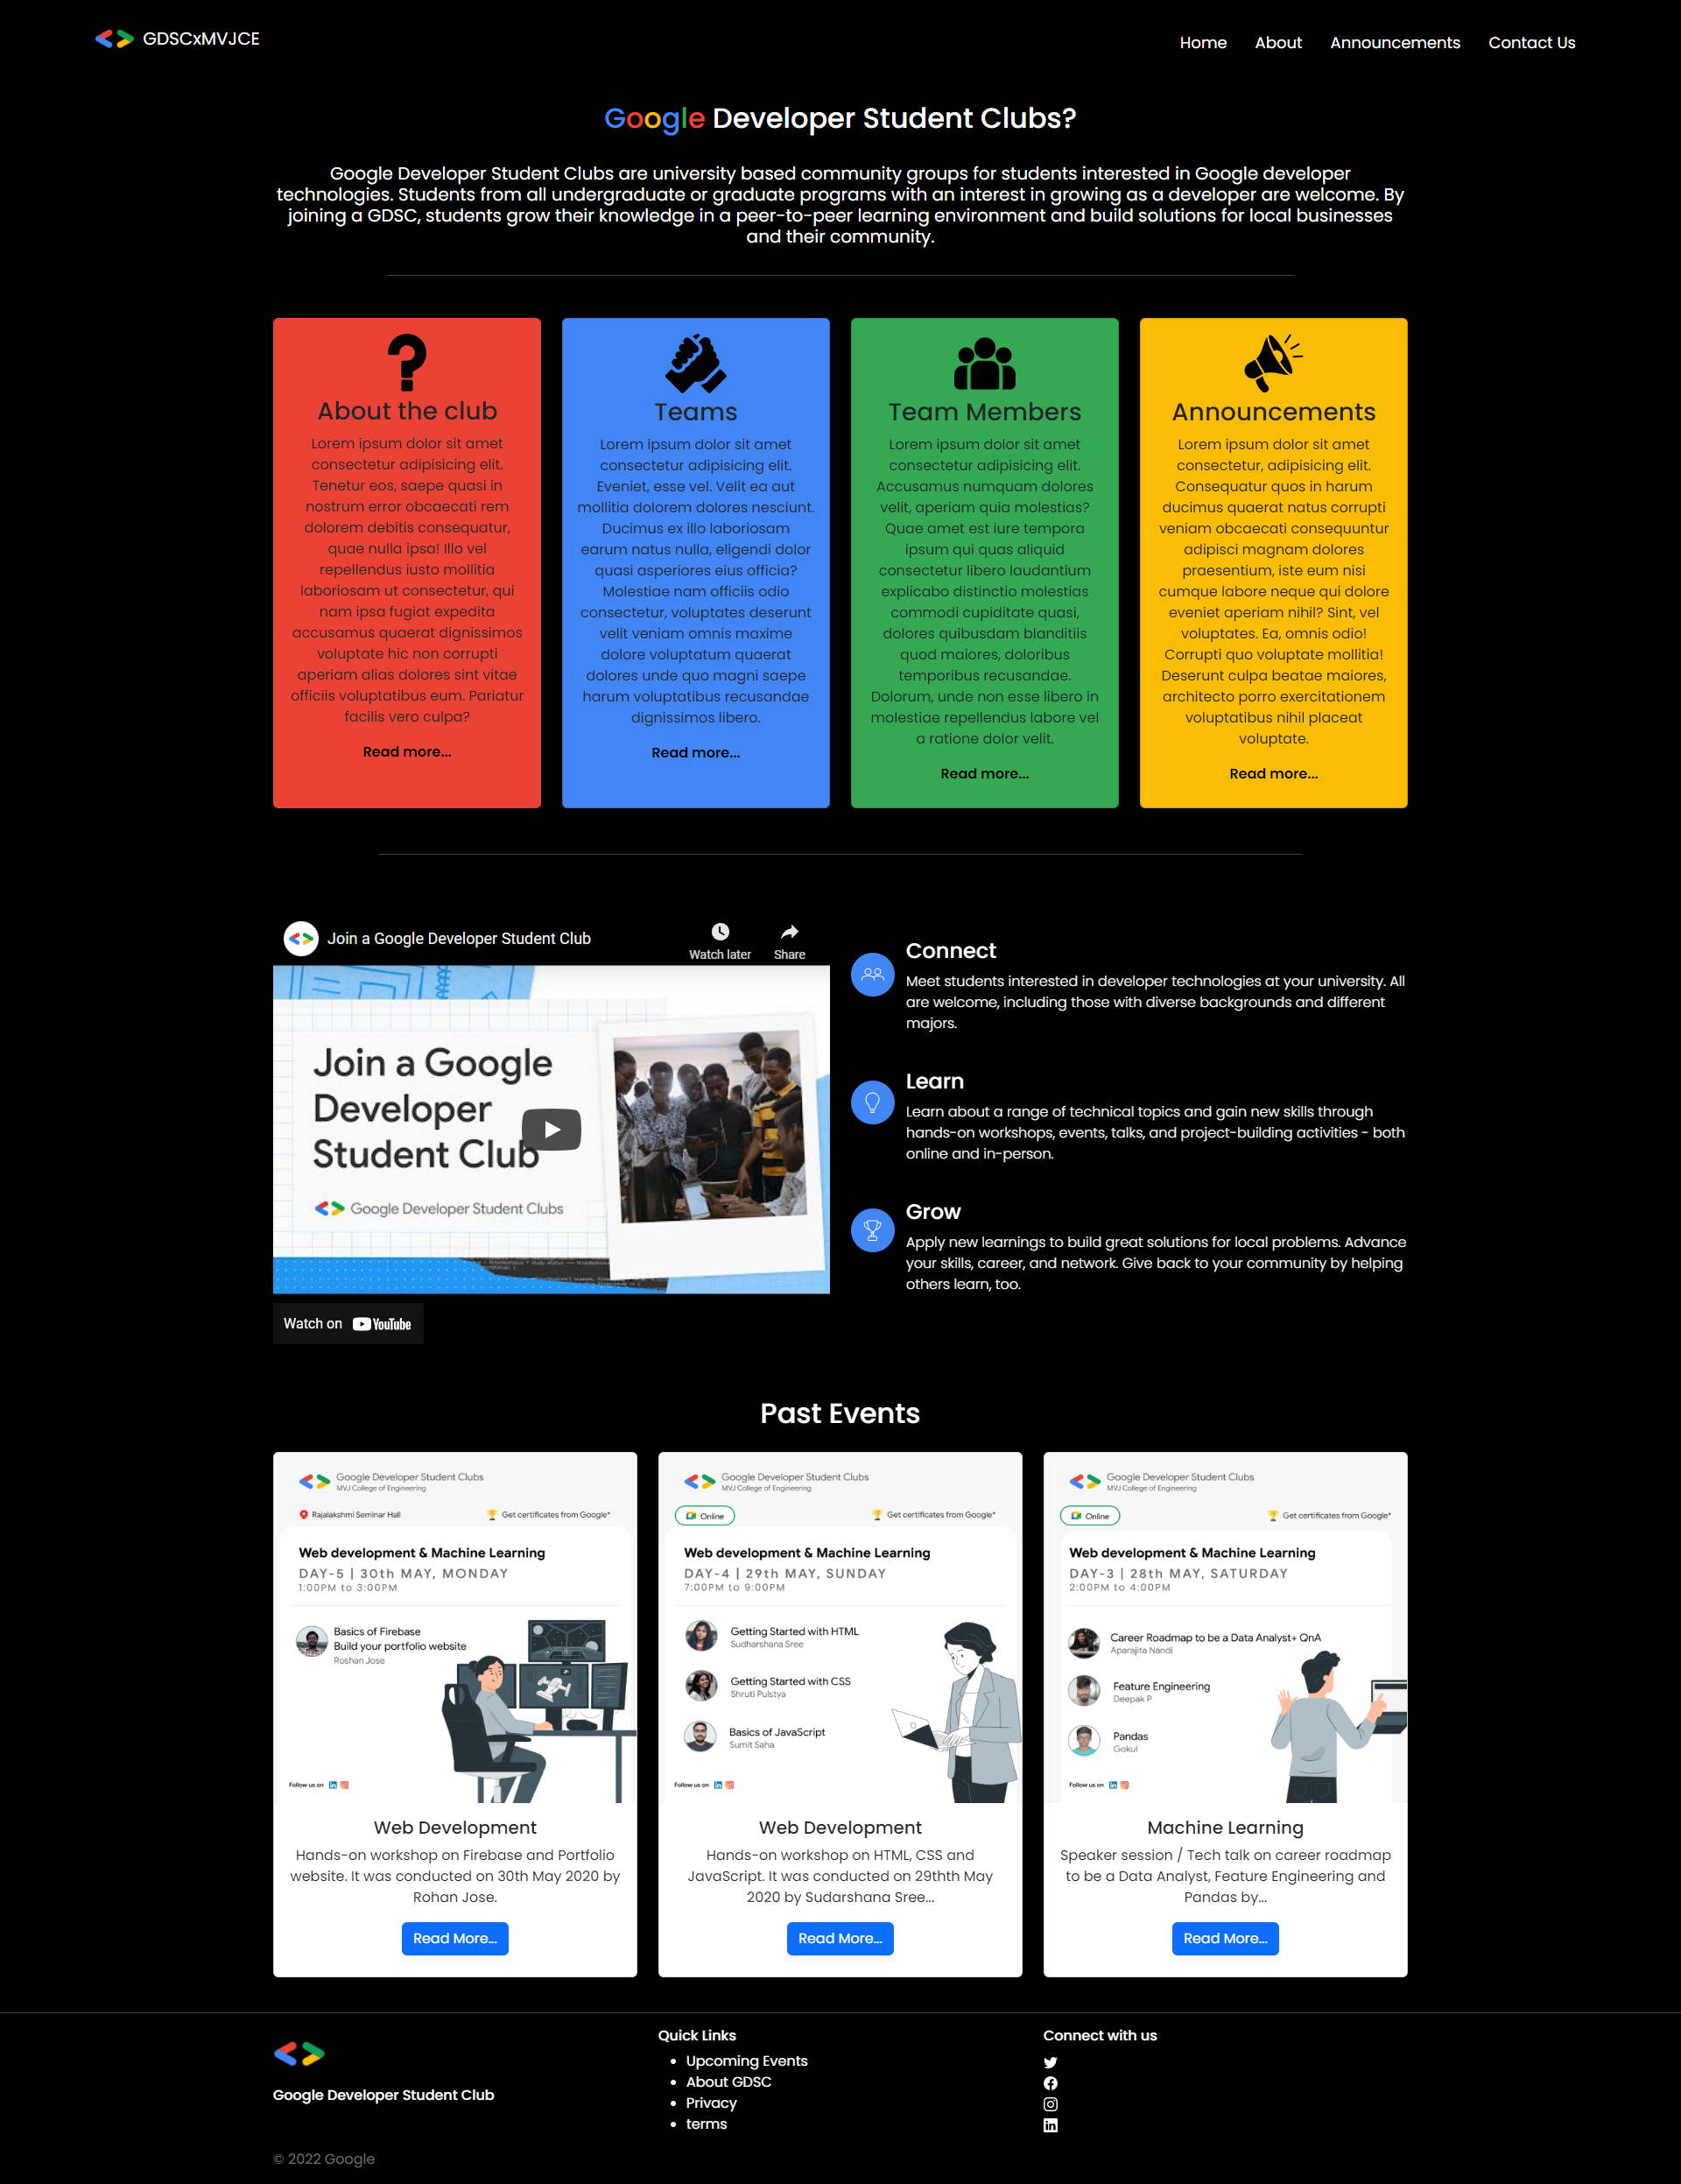 GDSCxMVJCE
Home About Announcements Contact Us
Google Developer Student Clubs?
Google Developer Student Clubs are university based community groups for students interested in Google developer
technologies. Students from all undergraduate or graduate programs with an interest in growing as a developer are welcome. By
joining a GDSC, students grow their knowledge in a peer-to-peer learning environment and build solutions for local businesses
and their community.
About the club
Lorem ipsum dolor sit amet
consectetur adipisicing elit.
Tenetur eos, saepe quasi in
nostrum error obcaecati rem
dolorem debitis consequatur,
quae nulla ipsa! Illo vel
repellendus iusto mollitia
laboriosam ut consectetur, qui
nam ipsa fugiat expedita
accusamus quaerat dignissimos
voluptate hic non corrupti
aperiam alias dolores sint vitae
officiis voluptatibus eum. Pariatur
facilis vero culpa?
Read more...
Teams
Lorem ipsum dolor sit amet
consectetur adipisicing elit.
Eveniet, esse vel. Velit ea aut
mollitia dolorem dolores nesciunt.
Ducimus ex illo laboriosam
earum natus nulla, eligendi dolor
quasi asperiores eius officia?
Molestiae nam officiis odio
consectetur, voluptates deserunt
velit veniam omnis maxime
dolore voluptatum quaerat
dolores unde quo magni saepe
harum voluptatibus recusandae
dignissimos libero.
Read more...
Team Members
Lorem ipsum dolor sit amet
consectetur adipisicing elit.
Accusamus numquam dolores
velit, aperiam quia molestias?
Quae amet est iure tempora
ipsum qui quas aliquid
consectetur libero laudantium
explicabo distinctio molestias
commodi cupiditate quasi,
dolores quibusdam blanditiis
quod maiores, doloribus
temporibus recusandae.
Dolorum, unde non esse libero in
molestiae repellendus labore vel
a ratione dolor velit.
Read more...
Announcements
Lorem ipsum dolor sit amet
consectetur, adipisicing elit.
Consequatur quos in harum
ducimus quaerat natus corrupti
veniam obcaecati consequuntur
adipisci magnam dolores
praesentium, iste eum nisi
cumque labore neque qui dolore
eveniet aperiam nihil? Sint, vel
voluptates. Ea, omnis odio!
Corrupti quo voluptate mollitia!
Deserunt culpa beatae maiores,
architecto porro exercitationem
voluptatibus nihil placeat
voluptate.
Read more...
Join a Google Developer Student Club
Watch later Share
Join a Google
Developer
Student Club
Google Developer Student Clubs
Watch on YouTube
Connect
Meet students interested in developer technologies at your university. All
are welcome, including those with diverse backgrounds and different
majors.
Learn
Learn about a range of technical topics and gain new skills through
hands-on workshops, events, talks, and project-building activities - both
online and in-person.
Grow
Apply new learnings to build great solutions for local problems. Advance
your skills, career, and network. Give back to your community by helping
others learn, too.
Past Events
Google Developer Student Clubs
MVJ College of Engineering
Rajalakshmi Seminar Hall Get certificates from Google*
Web development & Machine Learning
DAY-5 | 30th MAY, MONDAY
1:00PM to 3:00PM
Basics of Firebase
Build your portfolio website
Roshan Jose
Follow us on
Web Development
Hands-on workshop on Firebase and Portfolio
website. It was conducted on 30th May 2020 by
Rohan Jose.
Read More...
Google Developer Student Clubs
MVJ College of Engineering
Online Get certificates from Google*
Web development & Machine Learning
DAY-4 | 29th MAY, SUNDAY
7:00PM to 9:00PM
Getting Started with HTML
Sudharshana Sree
Getting Started with CSS
Shruti Pulstya
Basics of JavaScript
Sumit Saha
Follow us on
Web Development
Hands-on workshop on HTML, CSS and
JavaScript. It was conducted on 29thth May
2020 by Sudarshana Sree...
Read More...
Google Developer Student Clubs
MVJ College of Engineering
Online Get certificates from Google*
Web development & Machine Learning
DAY-3 | 28th MAY, SATURDAY
2:00PM to 4:00PM
Career Roadmap to be a Data Analyst+ QnA
Aparajita Nandi
Feature Engineering
Deepak P
Pandas
Gokul
Follow us on
Machine Learning
Speaker session / Tech talk on career roadmap
to be a Data Analyst, Feature Engineering and
Pandas by...
Read More...
Google Developer Student Club
Quick Links
Upcoming Events
About GDSC
Privacy
terms
Connect with us
© 2022 Google